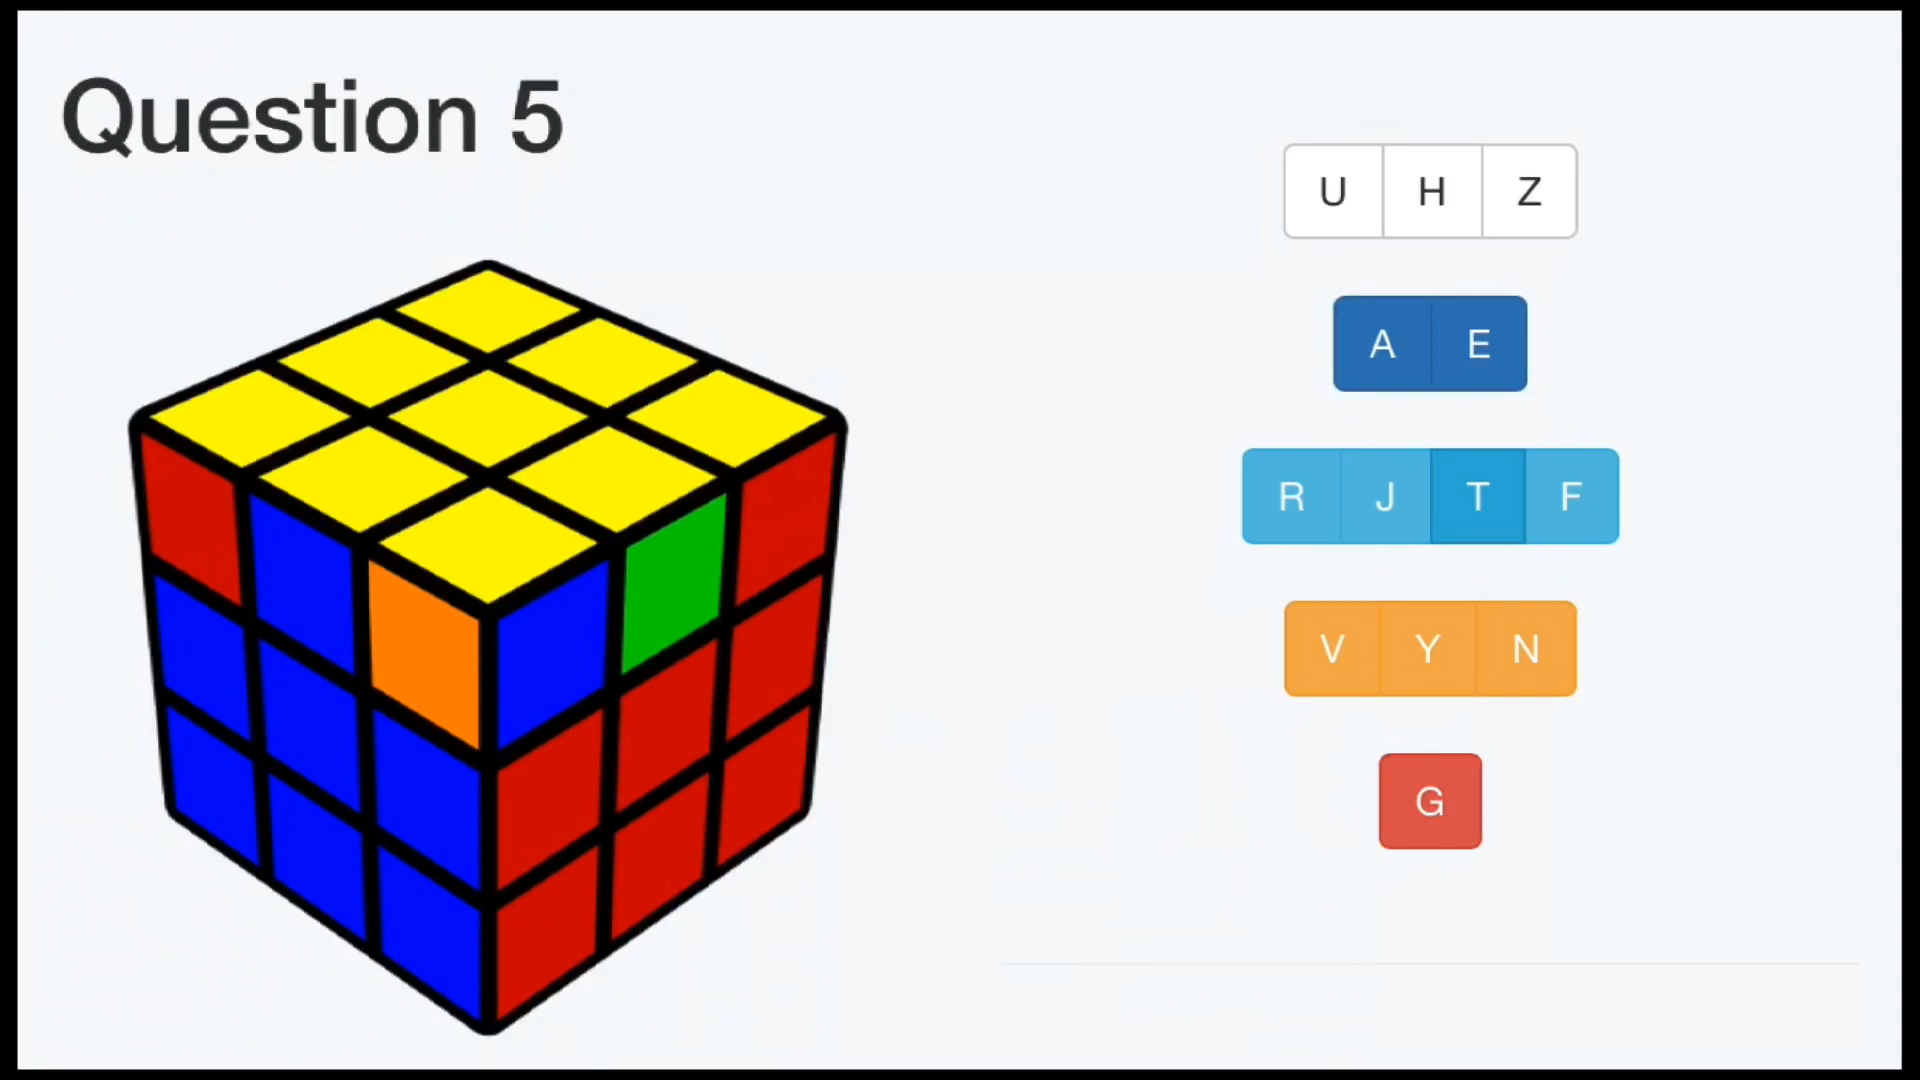 Question 5
U H Z
A E
R J T F
V Y N
G